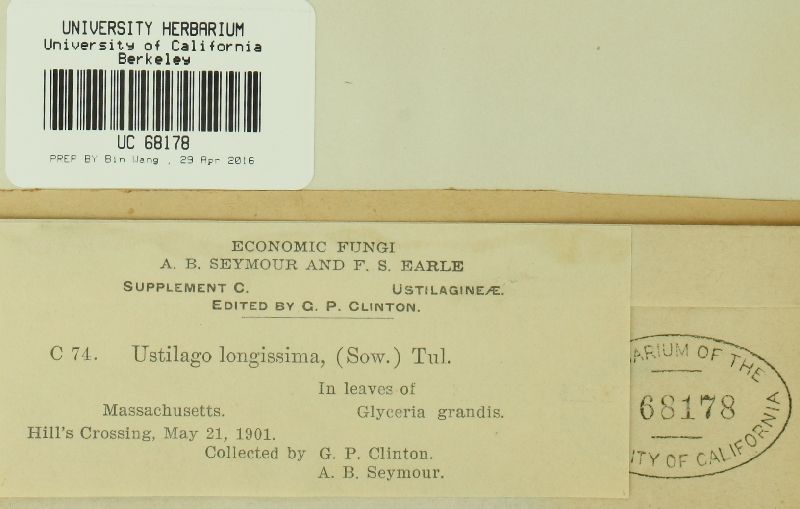 UNIVERSITY HERBARIUM
University of California
Berkeley
UC 68178
PREP BY Bin Wang , 29 Apr 2016
ECONOMIC FUNGI
A. B. SEYMOUR AND F. S. EARLE
SUPPLEMENT C. USTILAGINEÆ.
EDITED BY G. P. CLINTON.
C 74. Ustilago longissima, (Sow.) Tul.
In leaves of
Massachusetts. Glyceria grandis.
Hill's Crossing, May 21, 1901.
Collected by G. P. Clinton.
A. B. Seymour.
ARIUM OF THE
68178
ITY OF CALIFORNIA